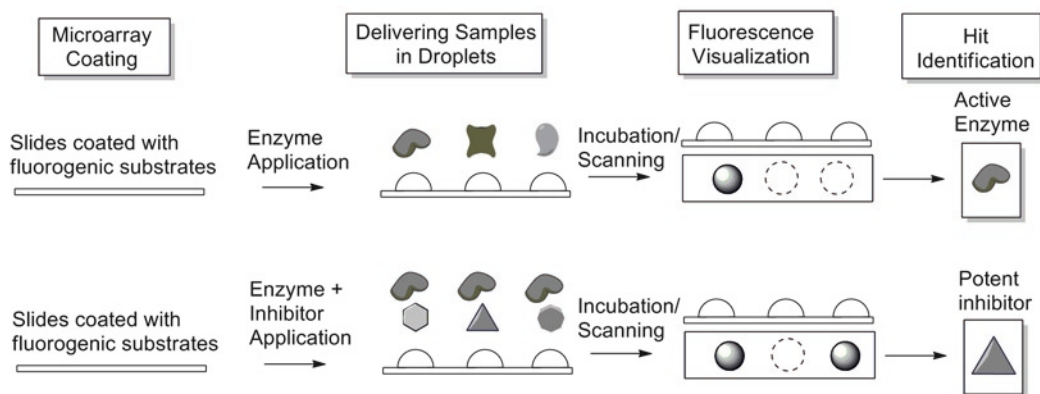 Microarray
Coating
Delivering Samples
in Droplets
Fluorescence
Visualization
Hit
Identification
Slides coated with
fluorogenic substrates
Enzyme
Application
Incubation/
Scanning
Active
Enzyme
Slides coated with
fluorogenic substrates
Enzyme +
Inhibitor
Application
Incubation/
Scanning
Potent
inhibitor